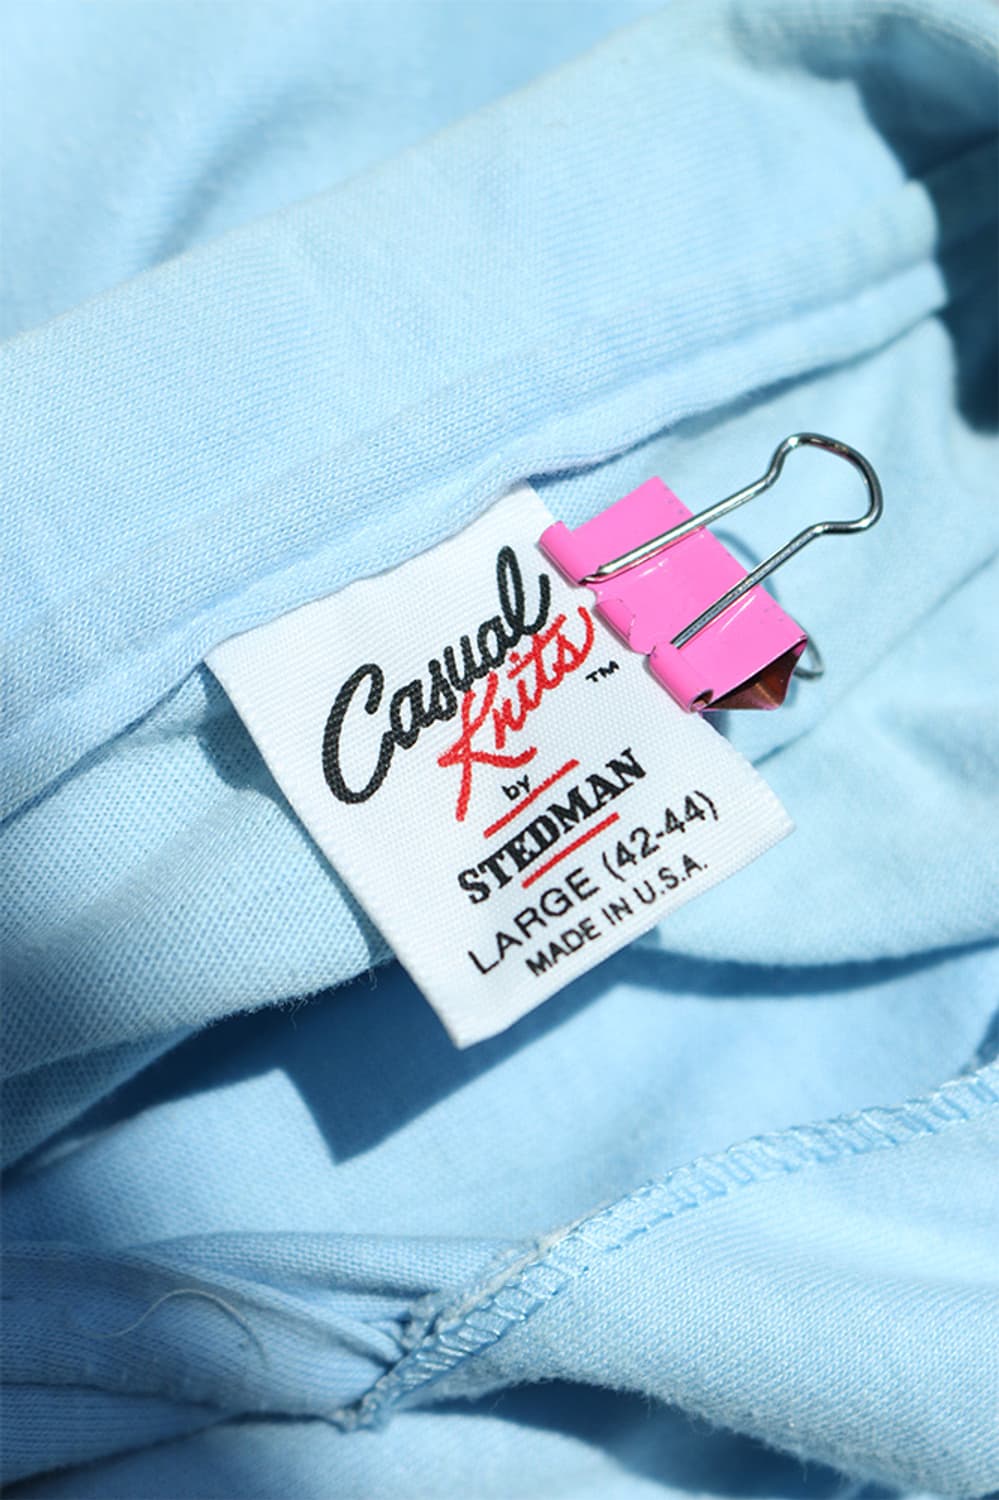 Casual
Knits™
by
STEDMAN
LARGE (42-44)
MADE IN U.S.A.